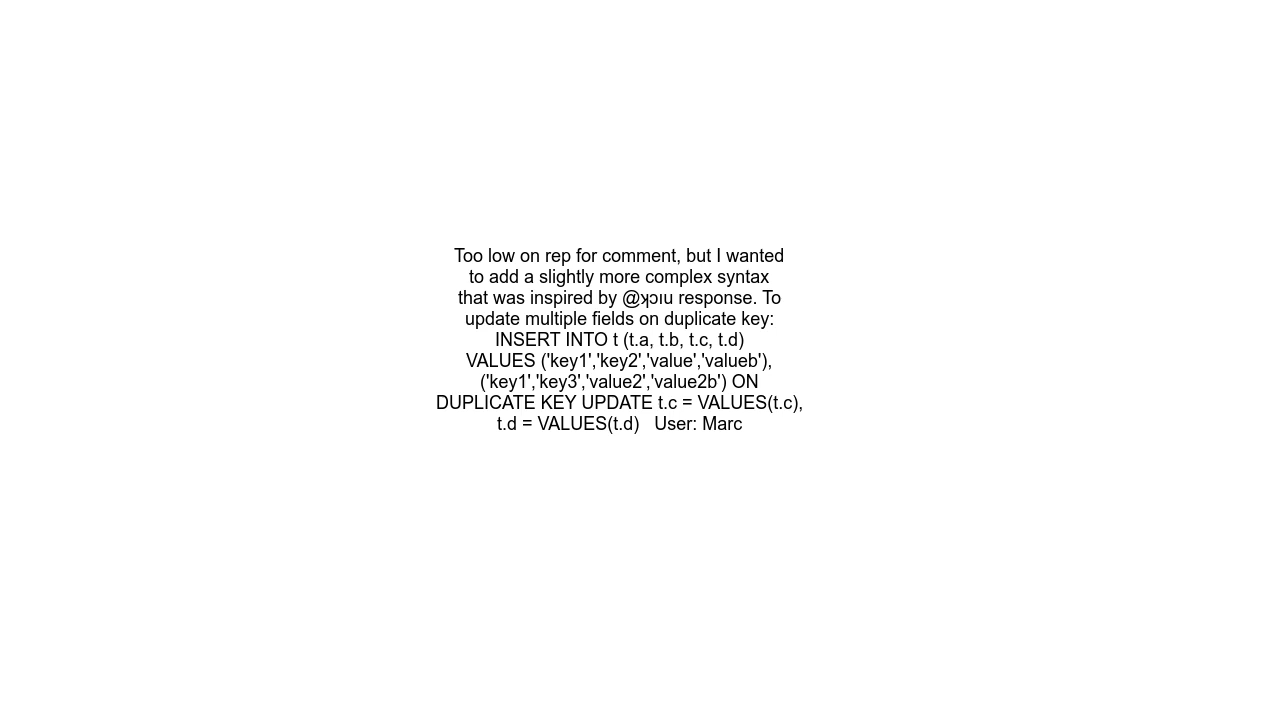 Too low on rep for comment, but I wanted
to add a slightly more complex syntax
that was inspired by @ʞɔıu response. To
update multiple fields on duplicate key:
INSERT INTO t (t.a, t.b, t.c, t.d)
VALUES ('key1','key2','value','valueb'),
('key1','key3','value2','value2b') ON
DUPLICATE KEY UPDATE t.c = VALUES(t.c),
t.d = VALUES(t.d)   User: Marc